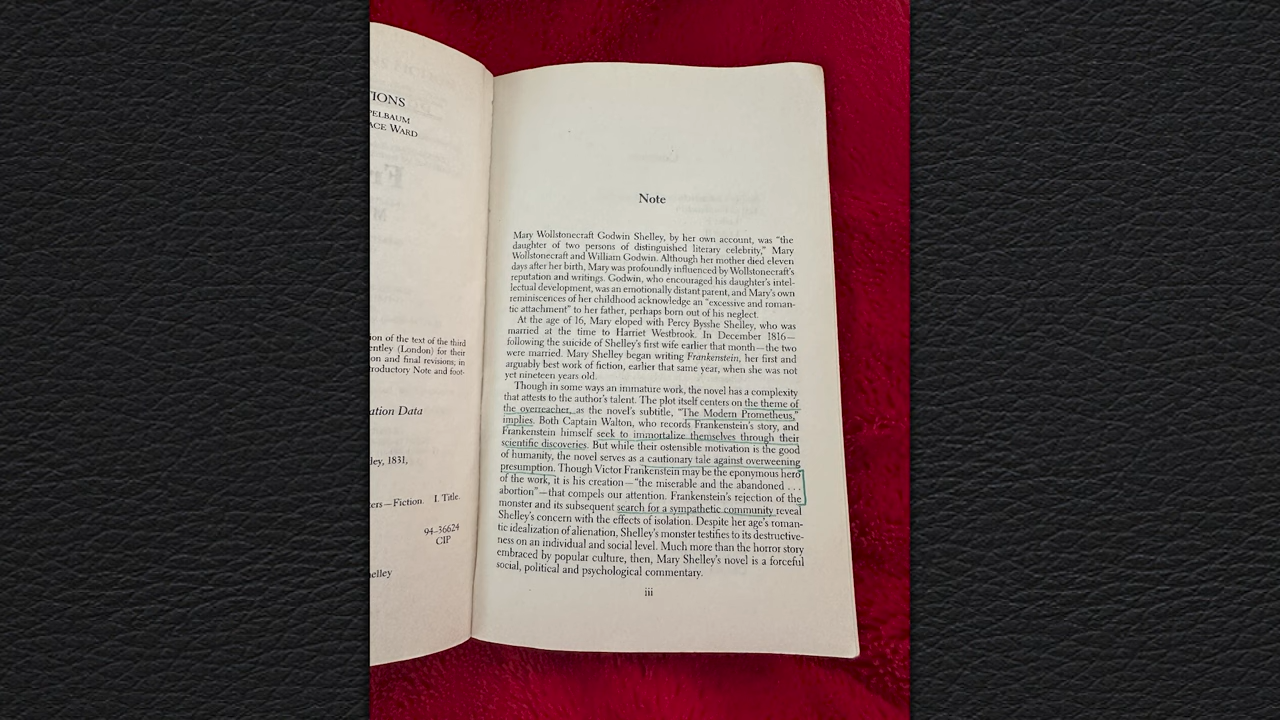 TIONS
PELBAUM
ACE WARD
ion of the text of the third
entley (London) for their
on and final revisions; in
roductory Note and foot-
ation Data
ley, 1831,
ers—Fiction. I. Title.
94-36624
CIP
helley
Note
Mary Wollstonecraft Godwin Shelley, by her own account, was “the
daughter of two persons of distinguished literary celebrity,” Mary
Wollstonecraft and William Godwin. Although her mother died eleven
days after her birth, Mary was profoundly influenced by Wollstonecraft’s
reputation and writings. Godwin, who encouraged his daughter’s intel-
lectual development, was an emotionally distant parent, and Mary’s own
reminiscences of her childhood acknowledge an “excessive and roman-
tic attachment” to her father, perhaps born out of his neglect.
At the age of 16, Mary eloped with Percy Bysshe Shelley, who was
married at the time to Harriet Westbrook. In December 1816—
following the suicide of Shelley’s first wife earlier that month—the two
were married. Mary Shelley began writing Frankenstein, her first and
arguably best work of fiction, earlier that same year, when she was not
yet nineteen years old.
Though in some ways an immature work, the novel has a complexity
that attests to the author’s talent. The plot itself centers on the theme of
the overreacher, as the novel’s subtitle, “The Modern Prometheus,”
implies. Both Captain Walton, who records Frankenstein’s story, and
Frankenstein himself seek to immortalize themselves through their
scientific discoveries. But while their ostensible motivation is the good
of humanity, the novel serves as a cautionary tale against overweening
presumption. Though Victor Frankenstein may be the eponymous hero
of the work, it is his creation—“the miserable and the abandoned . . .
abortion”—that compels our attention. Frankenstein’s rejection of the
monster and its subsequent search for a sympathetic community reveal
Shelley’s concern with the effects of isolation. Despite her age’s roman-
tic idealization of alienation, Shelley’s monster testifies to its destructive-
ness on an individual and social level. Much more than the horror story
embraced by popular culture, then, Mary Shelley’s novel is a forceful
social, political and psychological commentary.
iii